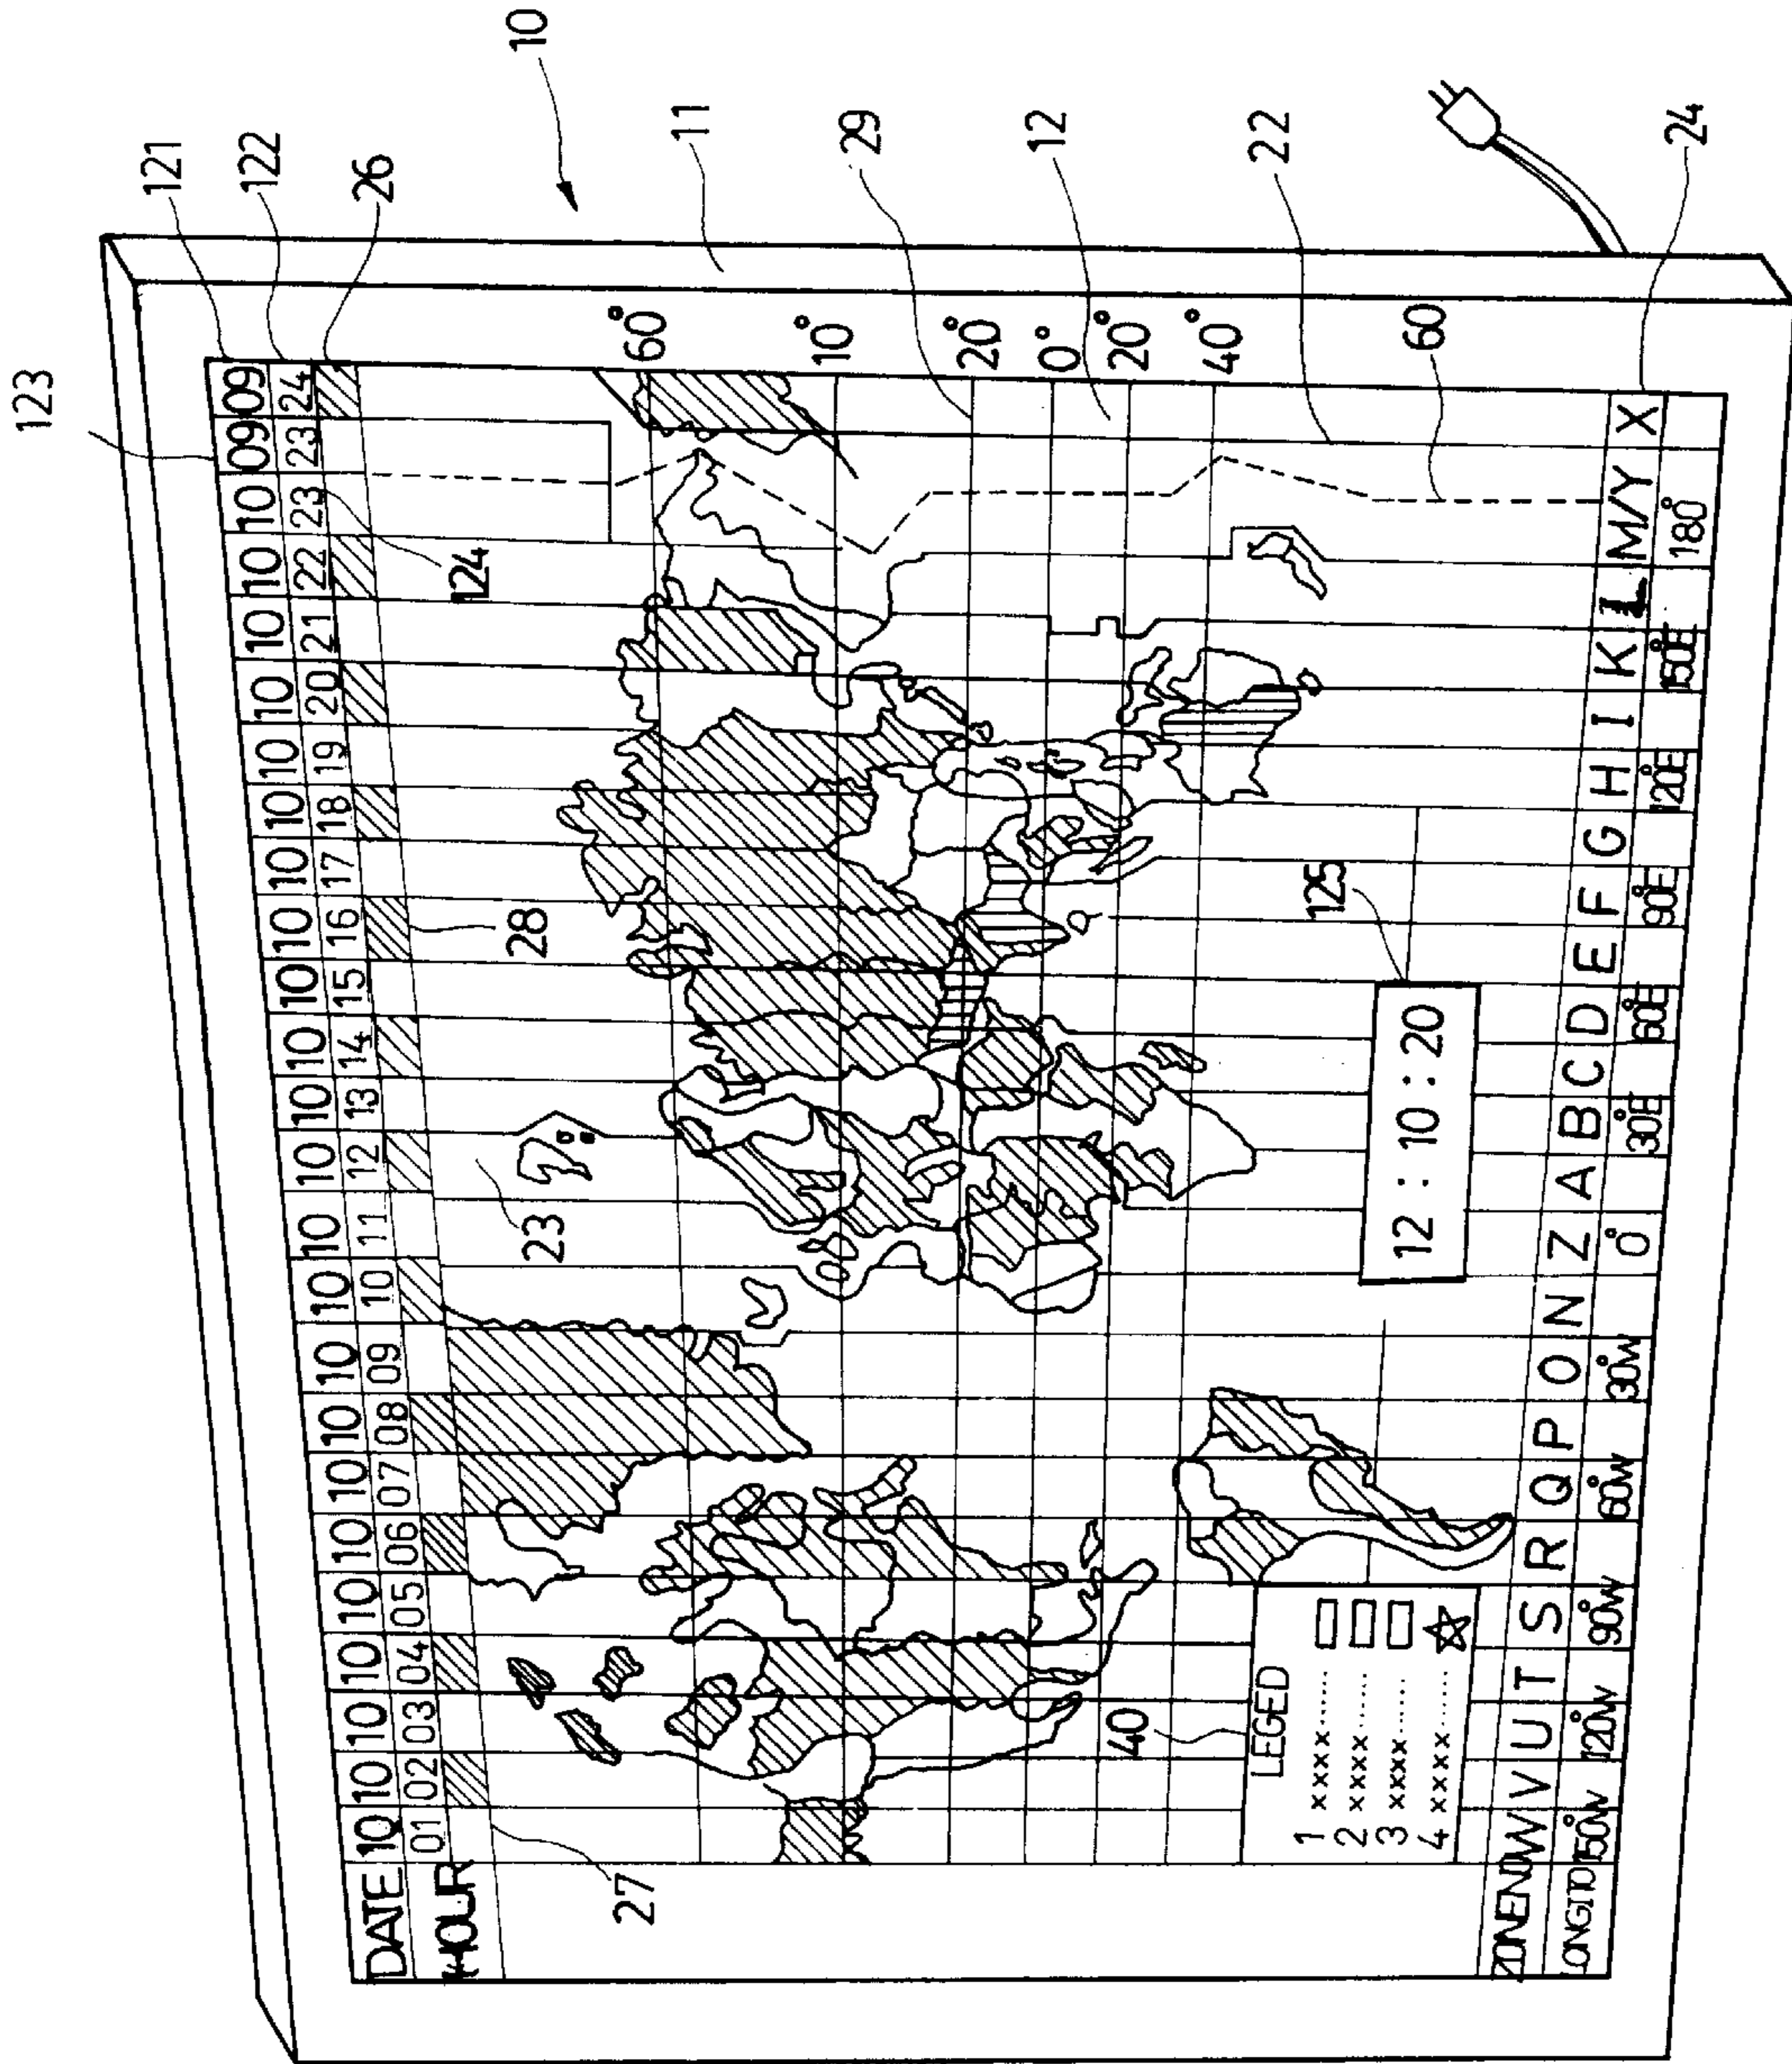 123
121
122
26
10
11
29
12
22
24
DATE 10 10 10 10 10 10 10 10 10 10 10 10 10 10 10 10 10 10 10 10 10 10 10 09 09
HOUR 01 02 03 04 05 06 07 08 09 10 11 12 13 14 15 16 17 18 19 20 21 22 23 23 24
27
23
28
124
60°
10°
20°
0°
20°
40°
60
40
LEGED
1 xxxx......
2 xxxx......
3 xxxx......
4 xxxx......
125
12 : 10 : 20
ZONEND W V U T S R Q P O N Z A B C D E F G H I K L M/Y X
ONGITD 150°W 120°W 90°W 60°W 30°W 0° 30°E 60°E 90°E 120°E 150°E 180°